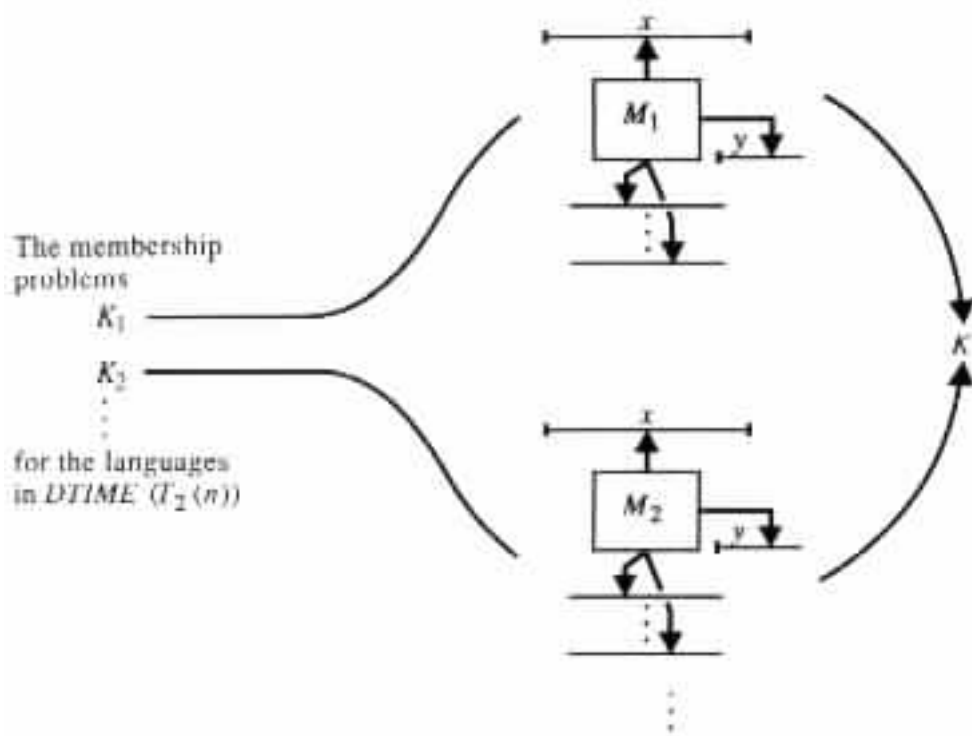 x
M₁
y
The membership
problems
K₁
K
K₂
for the languages
in DTIME (T₂(n))
x
M₂
y